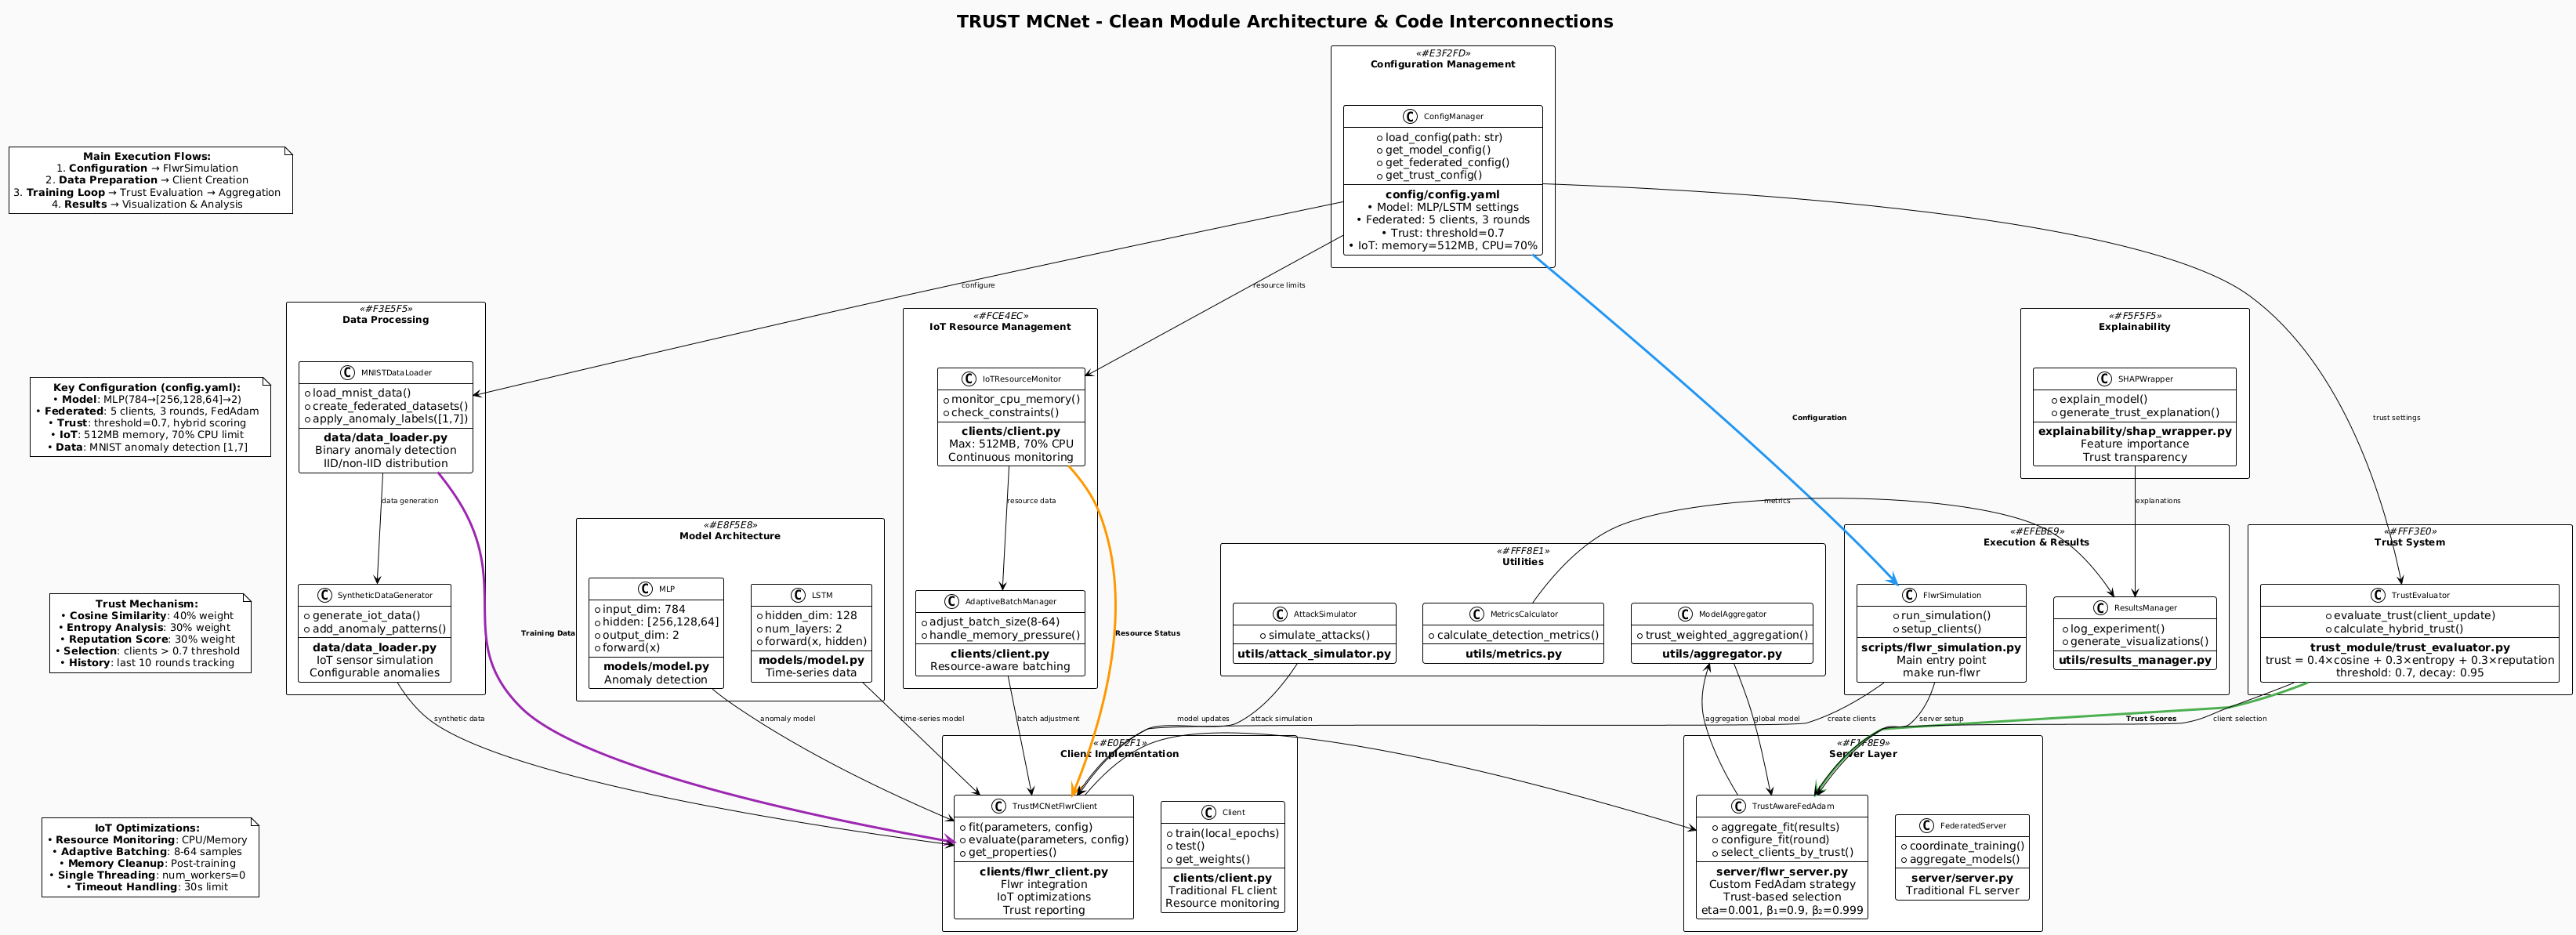 TRUST MCNet - Clean Module Architecture & Code Interconnections
«#E3F2FD»
Configuration Management
C ConfigManager
load_config(path: str)
get_model_config()
get_federated_config()
get_trust_config()
config/config.yaml
• Model: MLP/LSTM settings
• Federated: 5 clients, 3 rounds
• Trust: threshold=0.7
• IoT: memory=512MB, CPU=70%
Main Execution Flows:
1. Configuration → FlwrSimulation
2. Data Preparation → Client Creation
3. Training Loop → Trust Evaluation → Aggregation
4. Results → Visualization & Analysis
configure
resource limits
Configuration
trust settings
Key Configuration (config.yaml):
• Model: MLP(784→[256,128,64]→2)
• Federated: 5 clients, 3 rounds, FedAdam
• Trust: threshold=0.7, hybrid scoring
• IoT: 512MB memory, 70% CPU limit
• Data: MNIST anomaly detection [1,7]
«#F3E5F5»
Data Processing
C MNISTDataLoader
load_mnist_data()
create_federated_datasets()
apply_anomaly_labels([1,7])
data/data_loader.py
Binary anomaly detection
IID/non-IID distribution
data generation
C SyntheticDataGenerator
generate_iot_data()
add_anomaly_patterns()
data/data_loader.py
IoT sensor simulation
Configurable anomalies
«#FCE4EC»
IoT Resource Management
C IoTResourceMonitor
monitor_cpu_memory()
check_constraints()
clients/client.py
Max: 512MB, 70% CPU
Continuous monitoring
resource data
C AdaptiveBatchManager
adjust_batch_size(8-64)
handle_memory_pressure()
clients/client.py
Resource-aware batching
«#F5F5F5»
Explainability
C SHAPWrapper
explain_model()
generate_trust_explanation()
explainability/shap_wrapper.py
Feature importance
Trust transparency
metrics
explanations
Trust Mechanism:
• Cosine Similarity: 40% weight
• Entropy Analysis: 30% weight
• Reputation Score: 30% weight
• Selection: clients > 0.7 threshold
• History: last 10 rounds tracking
Training Data
«#E8F5E8»
Model Architecture
C MLP
input_dim: 784
hidden: [256,128,64]
output_dim: 2
forward(x)
models/model.py
Anomaly detection
C LSTM
hidden_dim: 128
num_layers: 2
forward(x, hidden)
models/model.py
Time-series data
Resource Status
«#FFF8E1»
Utilities
C AttackSimulator
simulate_attacks()
utils/attack_simulator.py
C MetricsCalculator
calculate_detection_metrics()
utils/metrics.py
C ModelAggregator
trust_weighted_aggregation()
utils/aggregator.py
«#EFEBE9»
Execution & Results
C FlwrSimulation
run_simulation()
setup_clients()
scripts/flwr_simulation.py
Main entry point
make run-flwr
C ResultsManager
log_experiment()
generate_visualizations()
utils/results_manager.py
«#FFF3E0»
Trust System
C TrustEvaluator
evaluate_trust(client_update)
calculate_hybrid_trust()
trust_module/trust_evaluator.py
trust = 0.4×cosine + 0.3×entropy + 0.3×reputation
threshold: 0.7, decay: 0.95
synthetic data
anomaly model
time-series model
batch adjustment
model updates
attack simulation
aggregation
global model
create clients
server setup
Trust Scores
client selection
IoT Optimizations:
• Resource Monitoring: CPU/Memory
• Adaptive Batching: 8-64 samples
• Memory Cleanup: Post-training
• Single Threading: num_workers=0
• Timeout Handling: 30s limit
«#E0F2F1»
Client Implementation
C TrustMCNetFlwrClient
fit(parameters, config)
evaluate(parameters, config)
get_properties()
clients/flwr_client.py
Flwr integration
IoT optimizations
Trust reporting
C Client
train(local_epochs)
test()
get_weights()
clients/client.py
Traditional FL client
Resource monitoring
«#F1F8E9»
Server Layer
C TrustAwareFedAdam
aggregate_fit(results)
configure_fit(round)
select_clients_by_trust()
server/flwr_server.py
Custom FedAdam strategy
Trust-based selection
eta=0.001, β₁=0.9, β₂=0.999
C FederatedServer
coordinate_training()
aggregate_models()
server/server.py
Traditional FL server